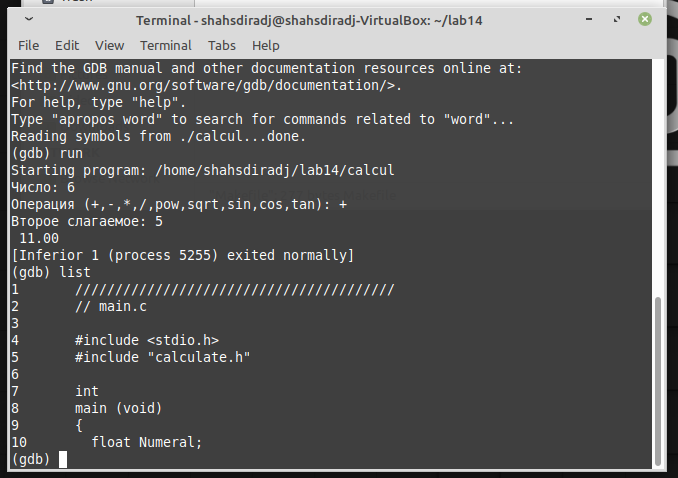 Terminal - shahsdiradj@shahsdiradj-VirtualBox: ~/lab14
File Edit View Terminal Tabs Help
Find the GDB manual and other documentation resources online at:
<http://www.gnu.org/software/gdb/documentation/>.
For help, type "help".
Type "apropos word" to search for commands related to "word"...
Reading symbols from ./calcul...done.
(gdb) run
Starting program: /home/shahsdiradj/lab14/calcul
Число: 6
Операция (+,-,*,/,pow,sqrt,sin,cos,tan): +
Второе слагаемое: 5
 11.00
[Inferior 1 (process 5255) exited normally]
(gdb) list
1       ////////////////////////////////////////
2       // main.c
3
4       #include <stdio.h>
5       #include "calculate.h"
6
7       int
8       main (void)
9       {
10        float Numeral;
(gdb)